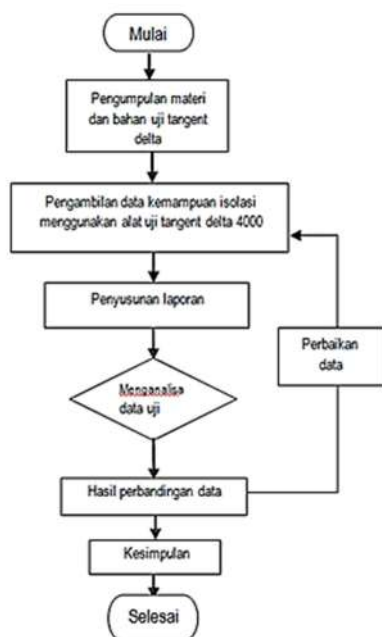 Mulai
Pengumpulan materi
dan bahan uji tangent
delta
Pengambilan data kemampuan isolasi
menggunakan alat uji tangent delta 4000
Penyusunan laporan
Perbaikan
data
Menganalisa
data uji
Hasil perbandingan data
Kesimpulan
Selesai